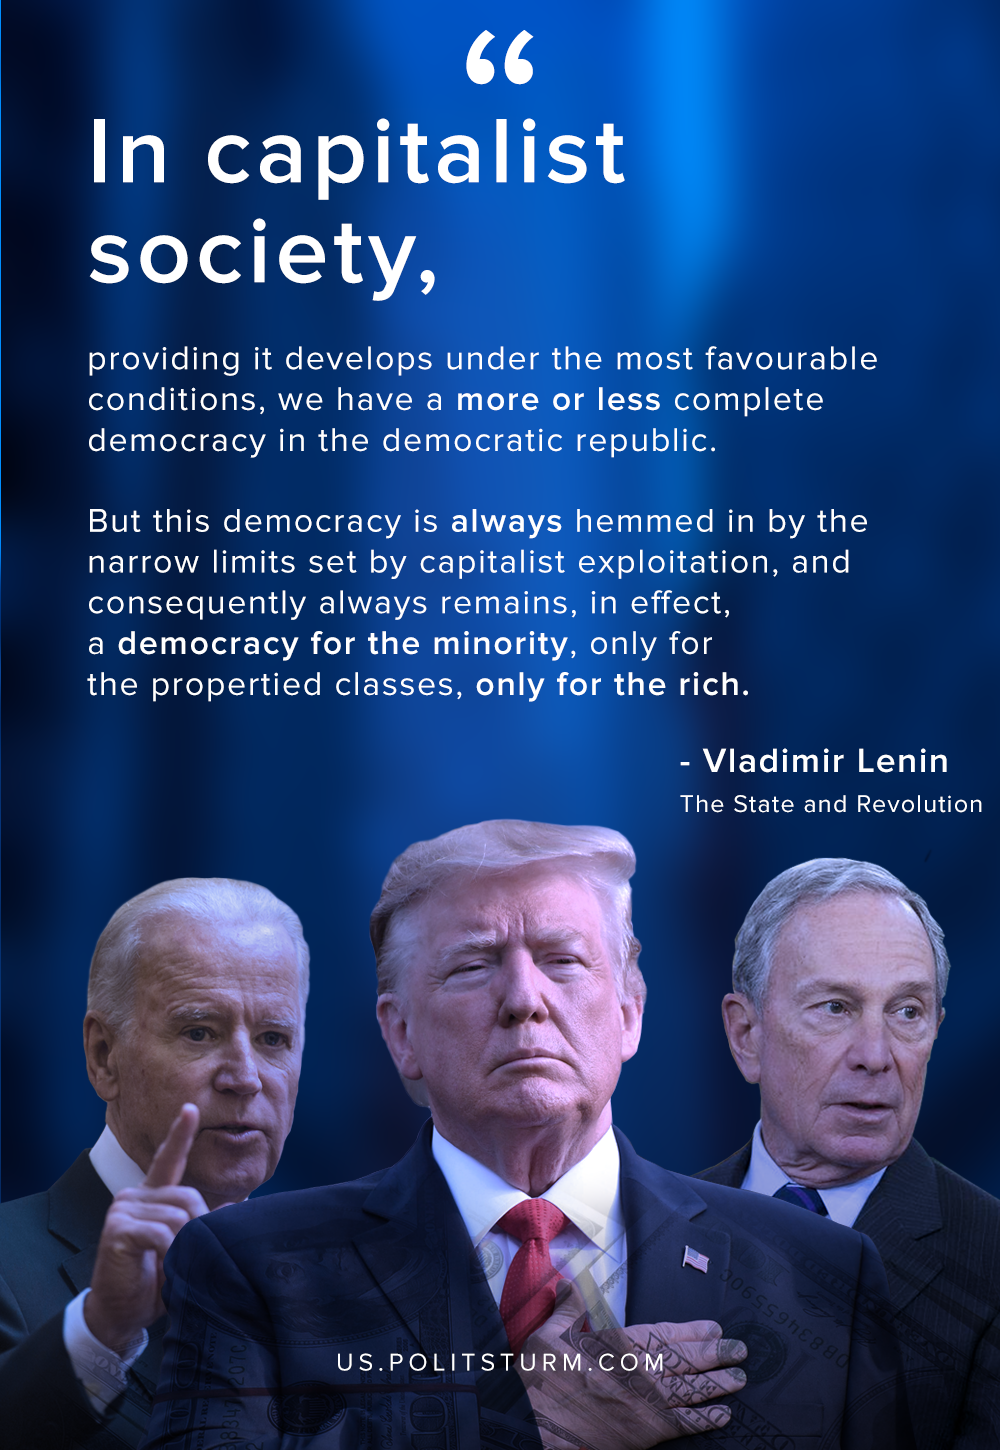 “
In capitalist
society,
providing it develops under the most favourable
conditions, we have a more or less complete
democracy in the democratic republic.
But this democracy is always hemmed in by the
narrow limits set by capitalist exploitation, and
consequently always remains, in effect,
a democracy for the minority, only for
the propertied classes, only for the rich.
- Vladimir Lenin
The State and Revolution
US.POLITSTURM.COM